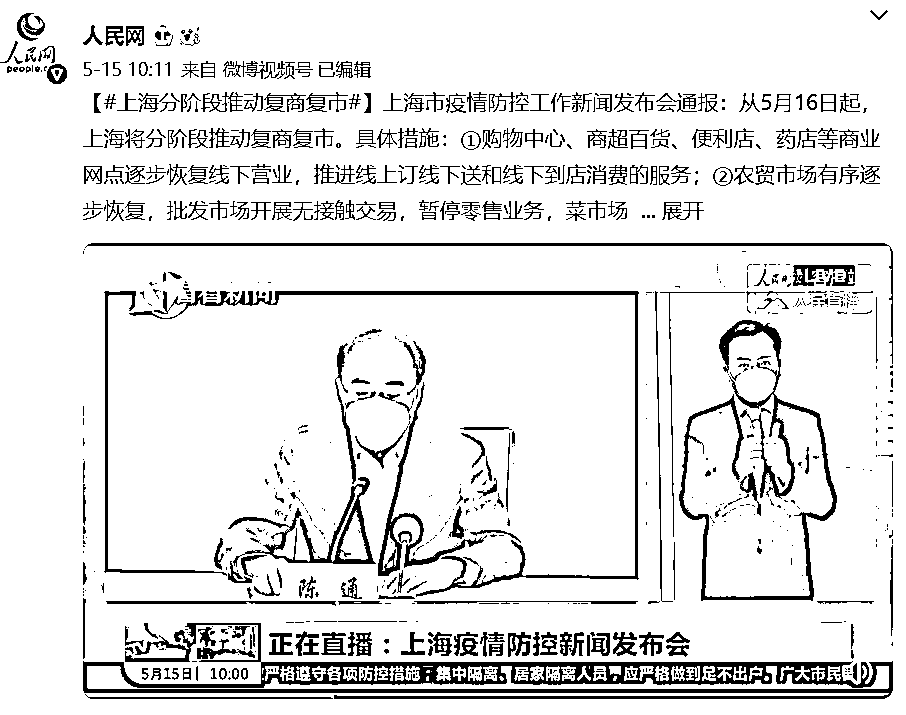 人民网
people.c
人民网
5-15 10:11 来自 微博视频号 已编辑
【#上海分阶段推动复商复市#】上海市疫情防控工作新闻发布会通报：从5月16日起，
上海将分阶段推动复商复市。具体措施：①购物中心、商超百货、便利店、药店等商业
网点逐步恢复线下营业，推进线上订线下送和线下到店消费的服务；②农贸市场有序逐
步恢复，批发市场开展无接触交易，暂停零售业务，菜市场 ... 展开
人民网
人民直播
陈 通
正在直播：上海疫情防控新闻发布会
5月15日 10:00
严格遵守各项防控措施；集中隔离、居家隔离人员，应严格做到足不出户、广大市民